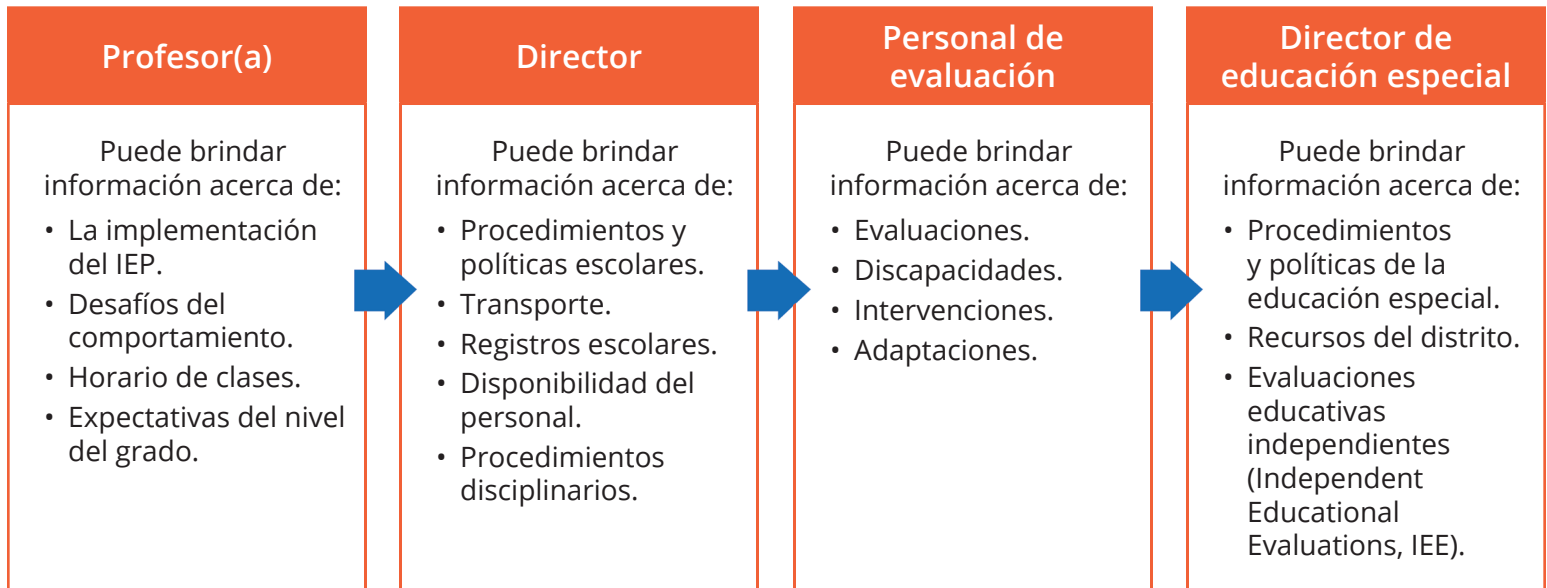 Profesor(a)
Puede brindar
información acerca de:
• La implementación
del IEP.
• Desafíos del
comportamiento.
• Horario de clases.
• Expectativas del nivel
del grado.
Director
Puede brindar
información acerca de:
• Procedimientos y
políticas escolares.
• Transporte.
• Registros escolares.
• Disponibilidad del
personal.
• Procedimientos
disciplinarios.
Personal de
evaluación
Puede brindar
información acerca de:
• Evaluaciones.
• Discapacidades.
• Intervenciones.
• Adaptaciones.
Director de
educación especial
Puede brindar
información acerca de:
• Procedimientos
y políticas de la
educación especial.
• Recursos del distrito.
• Evaluaciones
educativas
independientes
(Independent
Educational
Evaluations, IEE).